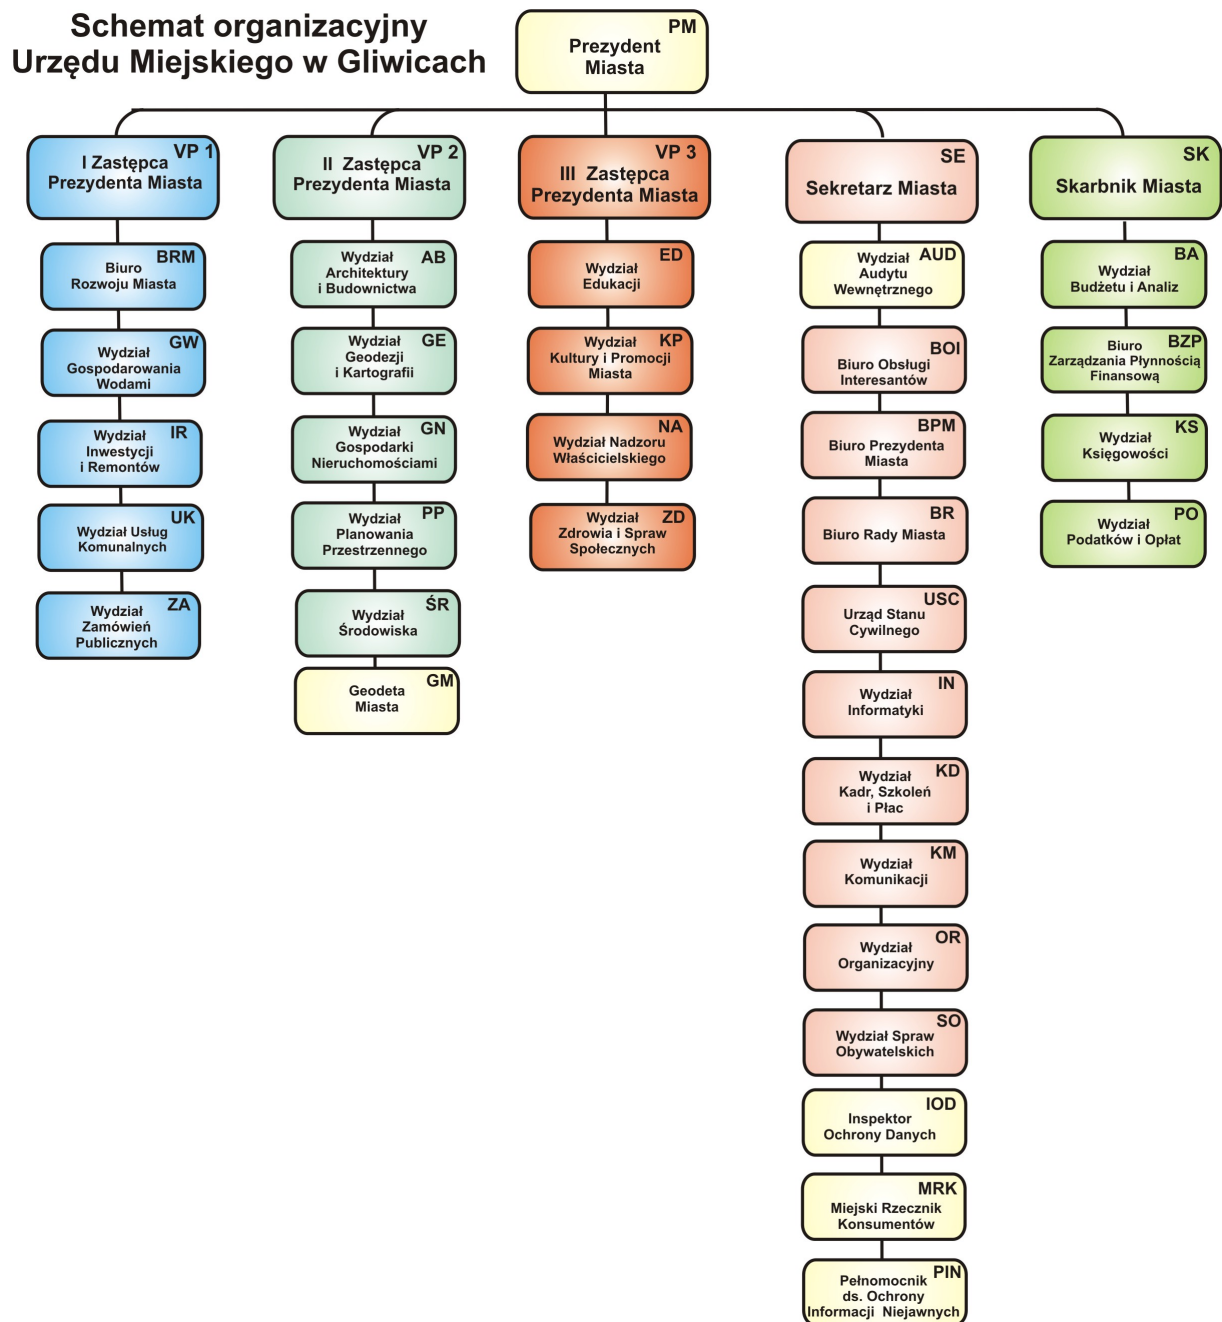 Schemat organizacyjny
Urzędu Miejskiego w Gliwicach
PM
Prezydent
Miasta
VP 1
I Zastępca
Prezydenta Miasta
BRM
Biuro
Rozwoju Miasta
GW
Wydział
Gospodarowania
Wodami
IR
Wydział
Inwestycji
i Remontów
UK
Wydział Usług
Komunalnych
ZA
Wydział
Zamówień
Publicznych
VP 2
II Zastępca
Prezydenta Miasta
AB
Wydział
Architektury
i Budownictwa
GE
Wydział
Geodezji
i Kartografii
GN
Wydział
Gospodarki
Nieruchomościami
PP
Wydział
Planowania
Przestrzennego
ŚR
Wydział
Środowiska
GM
Geodeta
Miasta
VP 3
III Zastępca
Prezydenta Miasta
ED
Wydział
Edukacji
KP
Wydział
Kultury i Promocji
Miasta
NA
Wydział Nadzoru
Właścicielskiego
ZD
Wydział
Zdrowia i Spraw
Społecznych
SE
Sekretarz Miasta
AUD
Wydział
Audytu
Wewnętrznego
BOI
Biuro Obsługi
Interesantów
BPM
Biuro Prezydenta
Miasta
BR
Biuro Rady Miasta
USC
Urząd Stanu
Cywilnego
IN
Wydział
Informatyki
KD
Wydział
Kadr, Szkoleń
i Płac
KM
Wydział
Komunikacji
OR
Wydział
Organizacyjny
SO
Wydział Spraw
Obywatelskich
IOD
Inspektor
Ochrony Danych
MRK
Miejski Rzecznik
Konsumentów
PIN
Pełnomocnik
ds. Ochrony
Informacji Niejawnych
SK
Skarbnik Miasta
BA
Wydział
Budżetu i Analiz
BZP
Biuro
Zarządzania Płynnością
Finansową
KS
Wydział
Księgowości
PO
Wydział
Podatków i Opłat